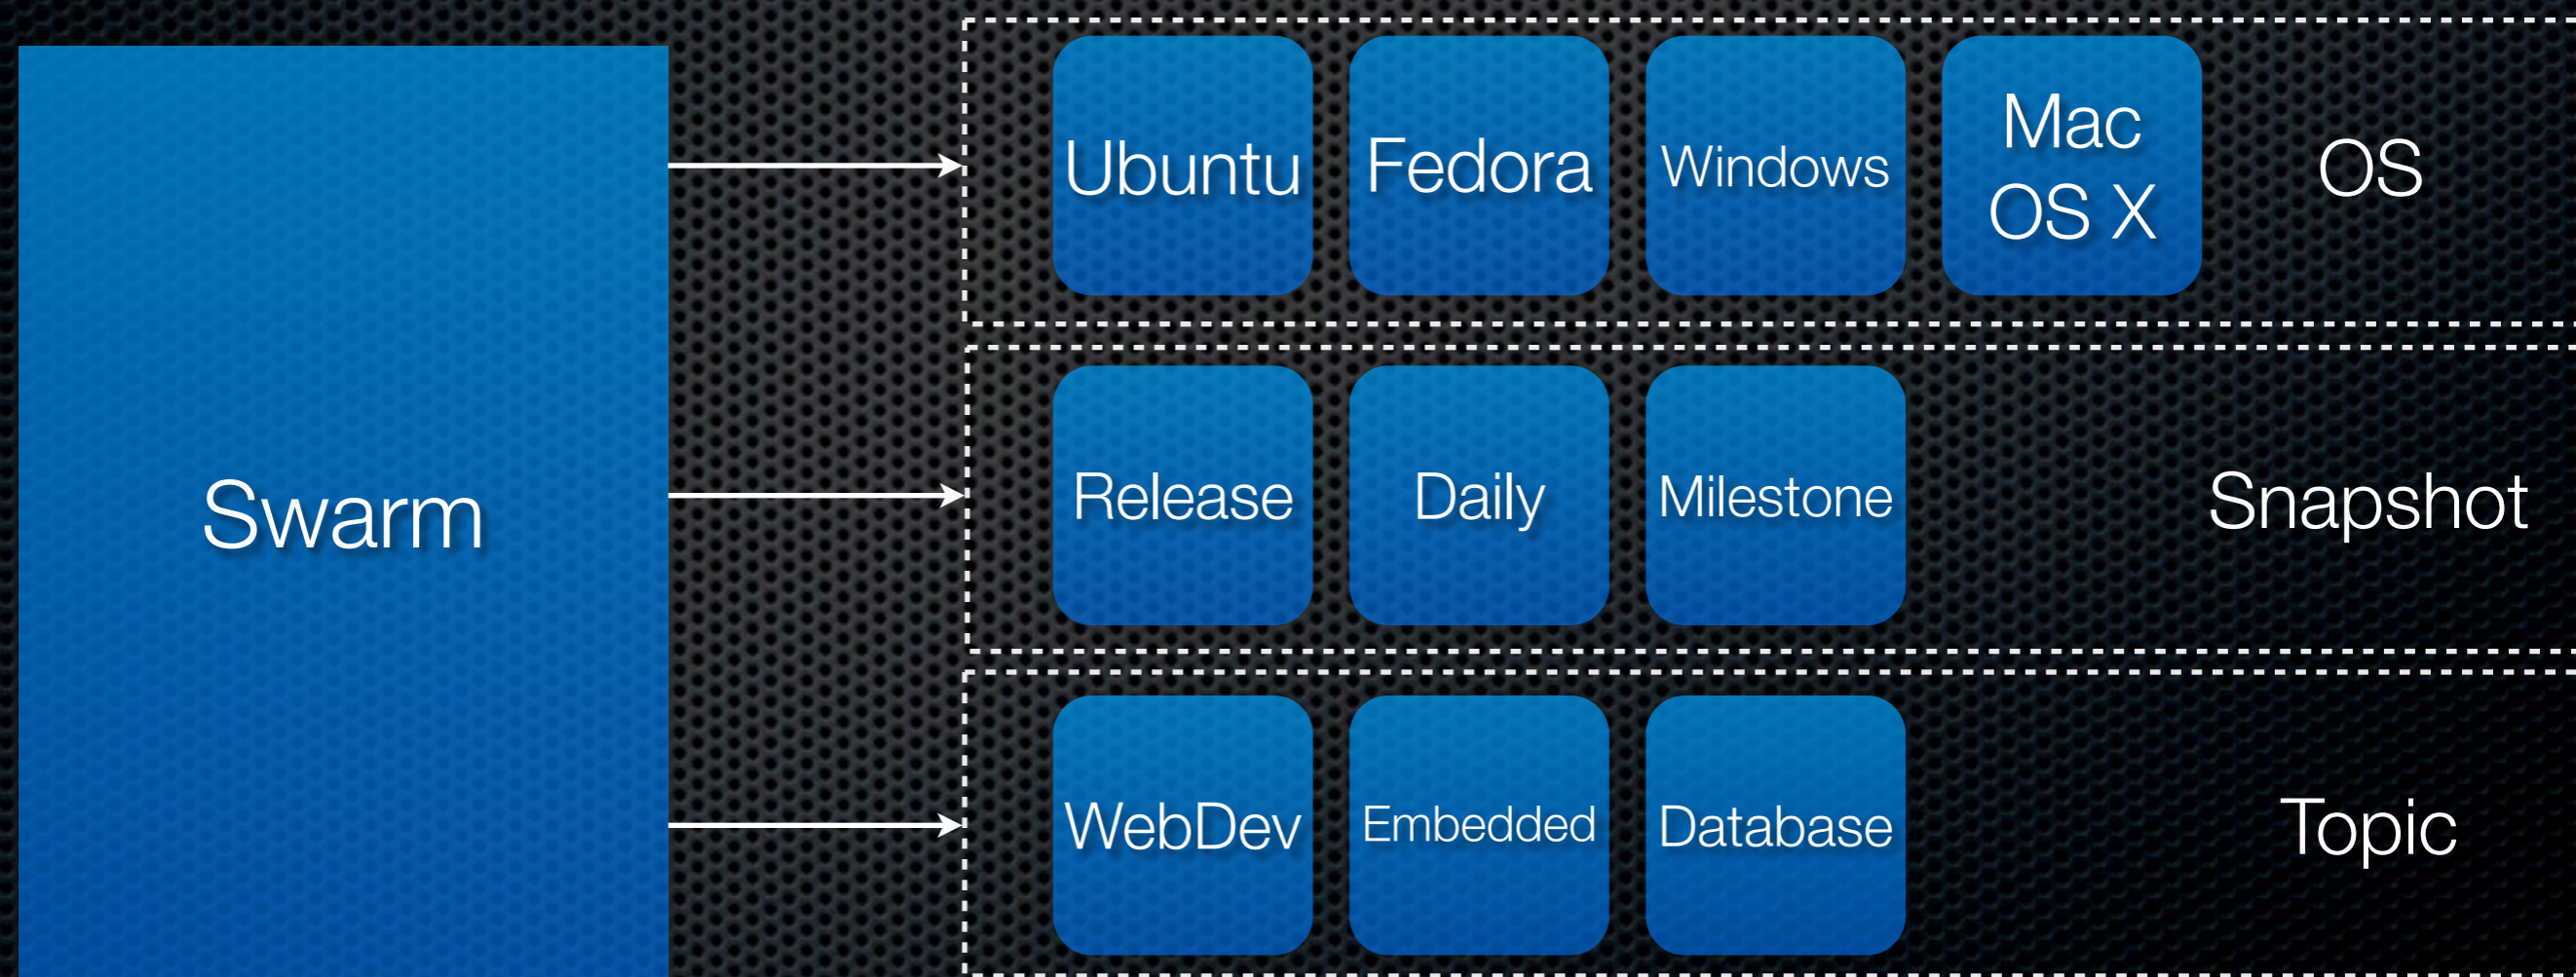 Swarm
Ubuntu
Fedora
Windows
Mac
OS X
OS
Release
Daily
Milestone
Snapshot
WebDev
Embedded
Database
Topic